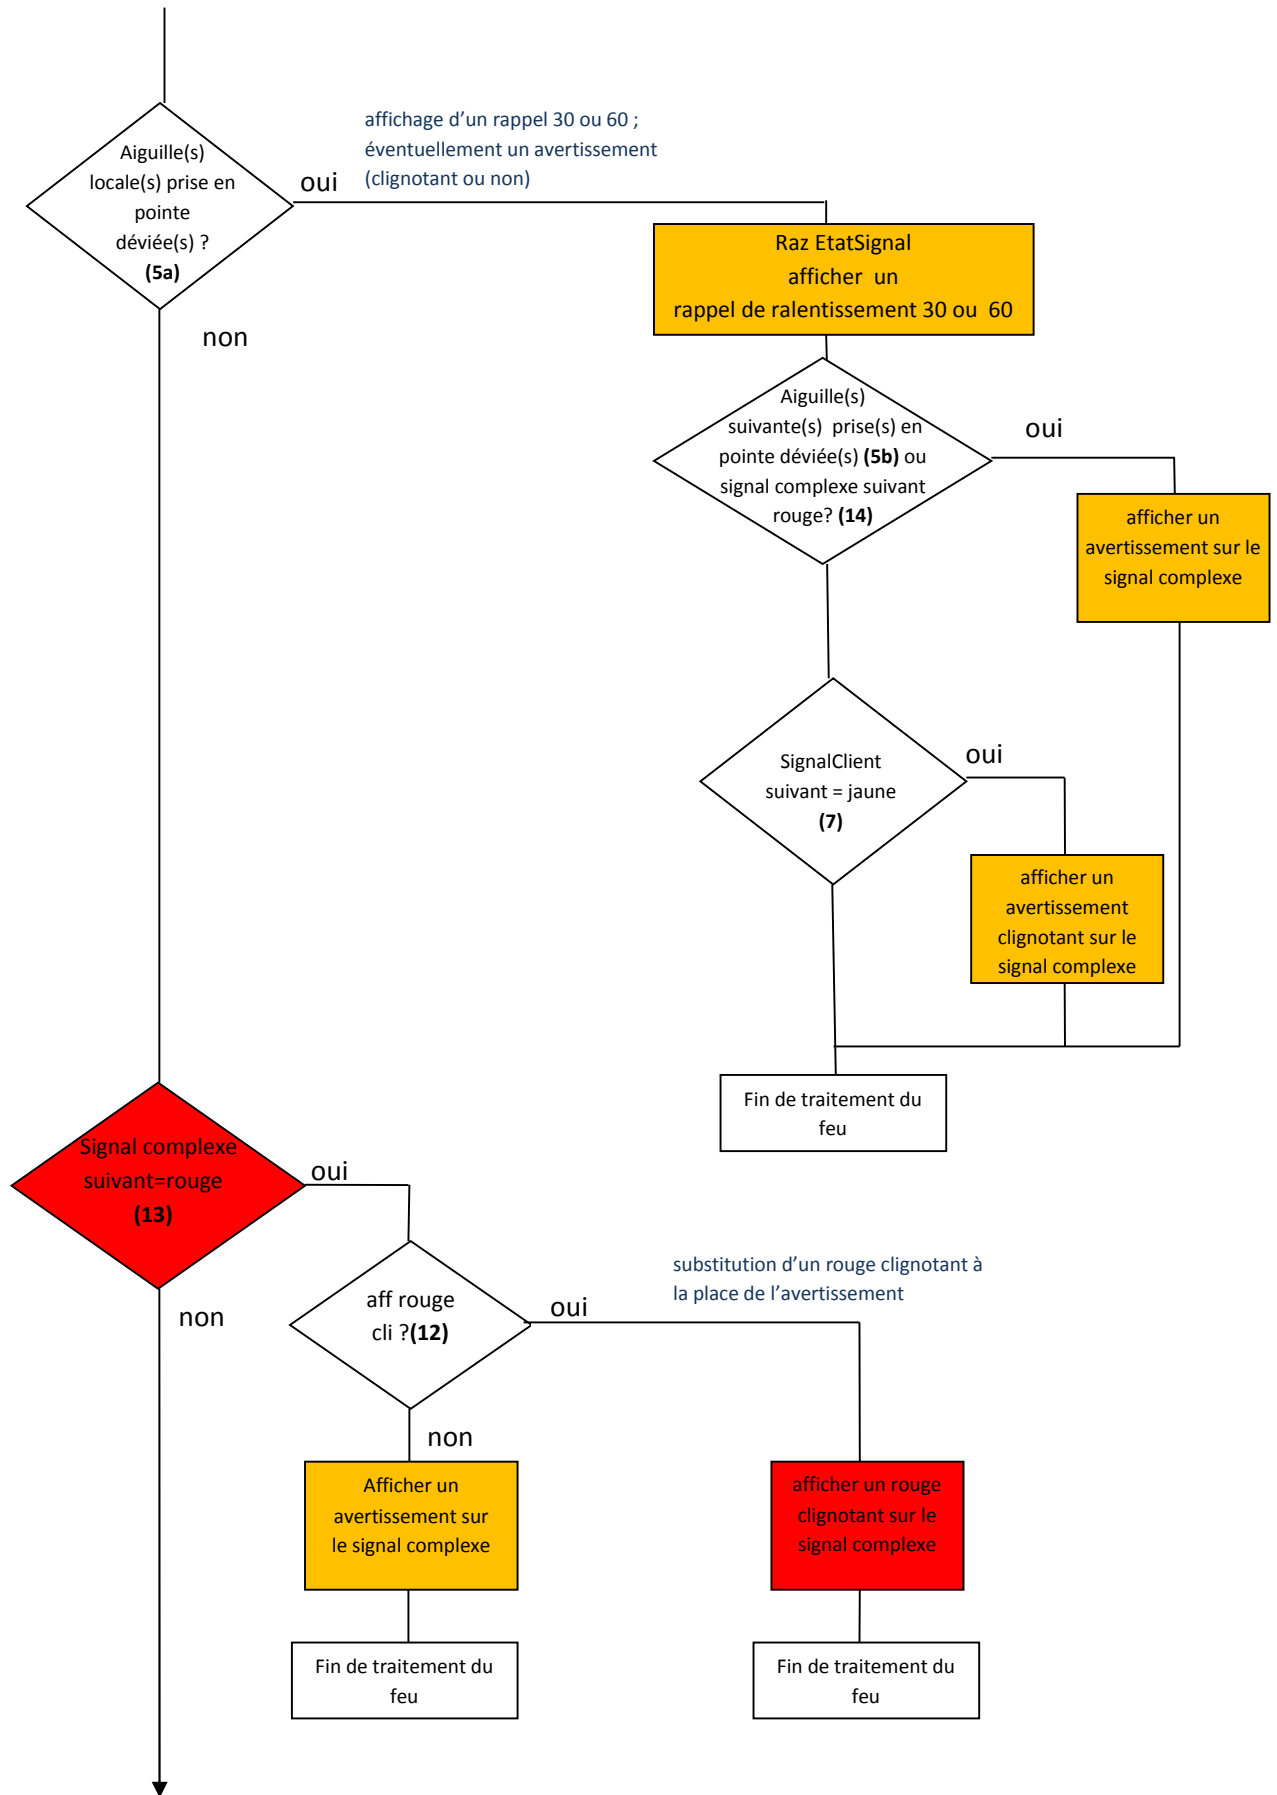 affichage d'un rappel 30 ou 60 ;
éventuellement un avertissement
(clignotant ou non)
Aiguille(s)
locale(s) prise en
pointe
déviée(s) ?
(5a)
oui
non
Raz EtatSignal
afficher un
rappel de ralentissement 30 ou 60
Aiguille(s)
suivante(s) prise(s) en
pointe déviée(s) (5b) ou
signal complexe suivant
rouge? (14)
oui
afficher un
avertissement sur le
signal complexe
SignalClient
suivant = jaune
(7)
oui
afficher un
avertissement
clignotant sur le
signal complexe
Fin de traitement du
feu
Signal complexe
suivant=rouge
(13)
oui
non
aff rouge
cli ?(12)
oui
substitution d'un rouge clignotant à
la place de l'avertissement
non
Afficher un
avertissement sur
le signal complexe
afficher un rouge
clignotant sur le
signal complexe
Fin de traitement du
feu
Fin de traitement du
feu